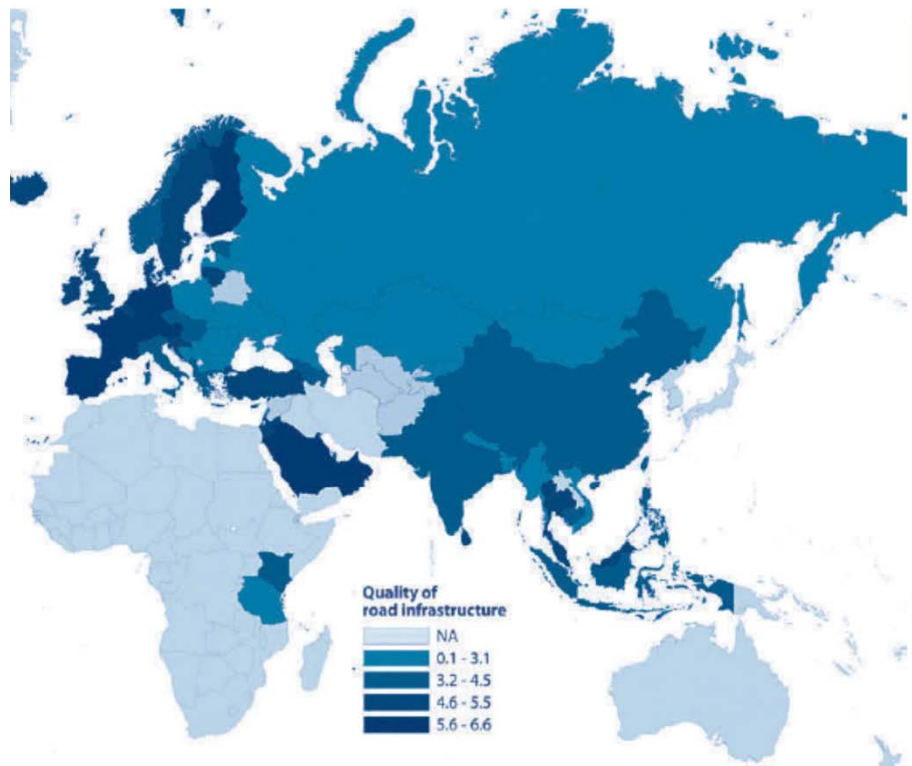 Quality of
road infrastructure
NA
0.1 - 3.1
3.2 - 4.5
4.6 - 5.5
5.6 - 6.6